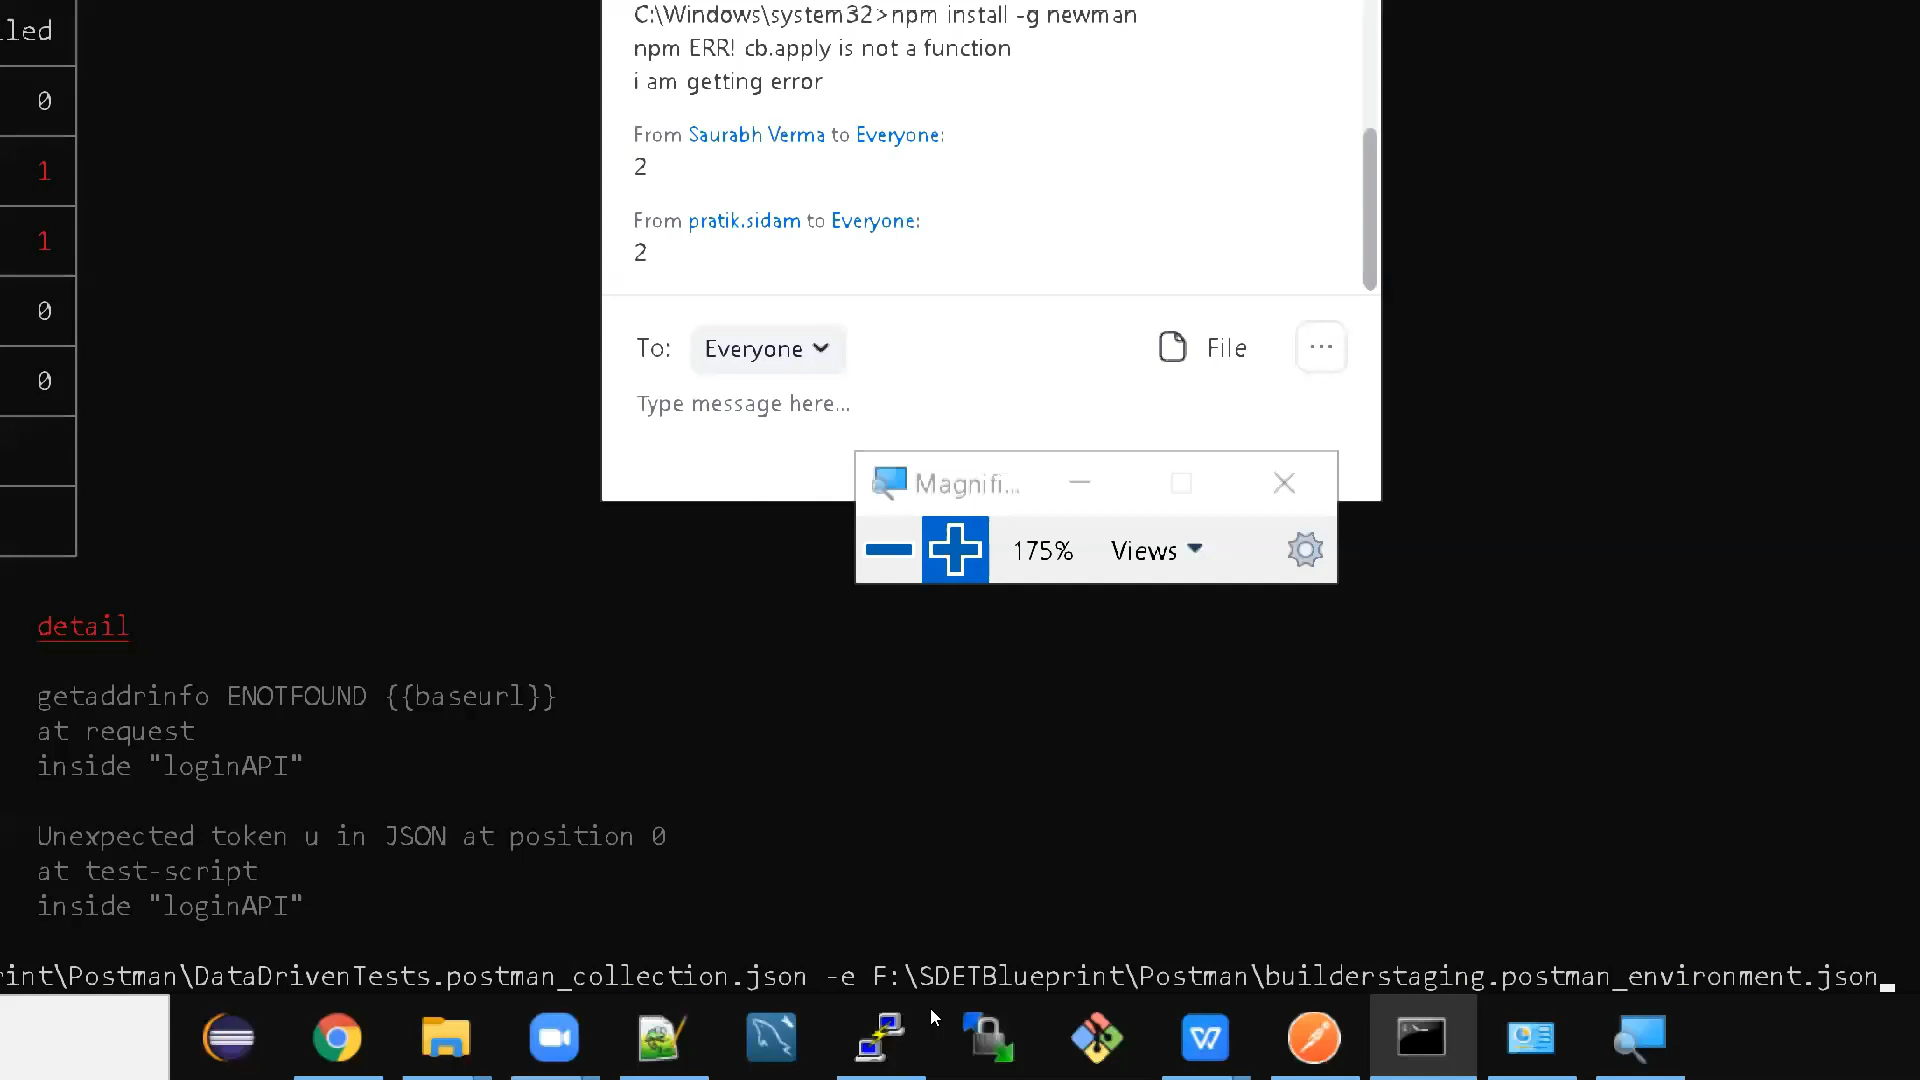 lled
0
1
1
0
0
C:\Windows\system32>npm install -g newman
npm ERR! cb.apply is not a function
i am getting error
From Saurabh Verma to Everyone:
2
From pratik.sidam to Everyone:
2
To: Everyone File ...
Type message here...
Magnifi...
175% Views
detail
getaddrinfo ENOTFOUND {{baseurl}}
at request
inside "loginAPI"
Unexpected token u in JSON at position 0
at test-script
inside "loginAPI"
rint\Postman\DataDrivenTests.postman_collection.json -e F:\SDETBlueprint\Postman\builderstaging.postman_environment.json